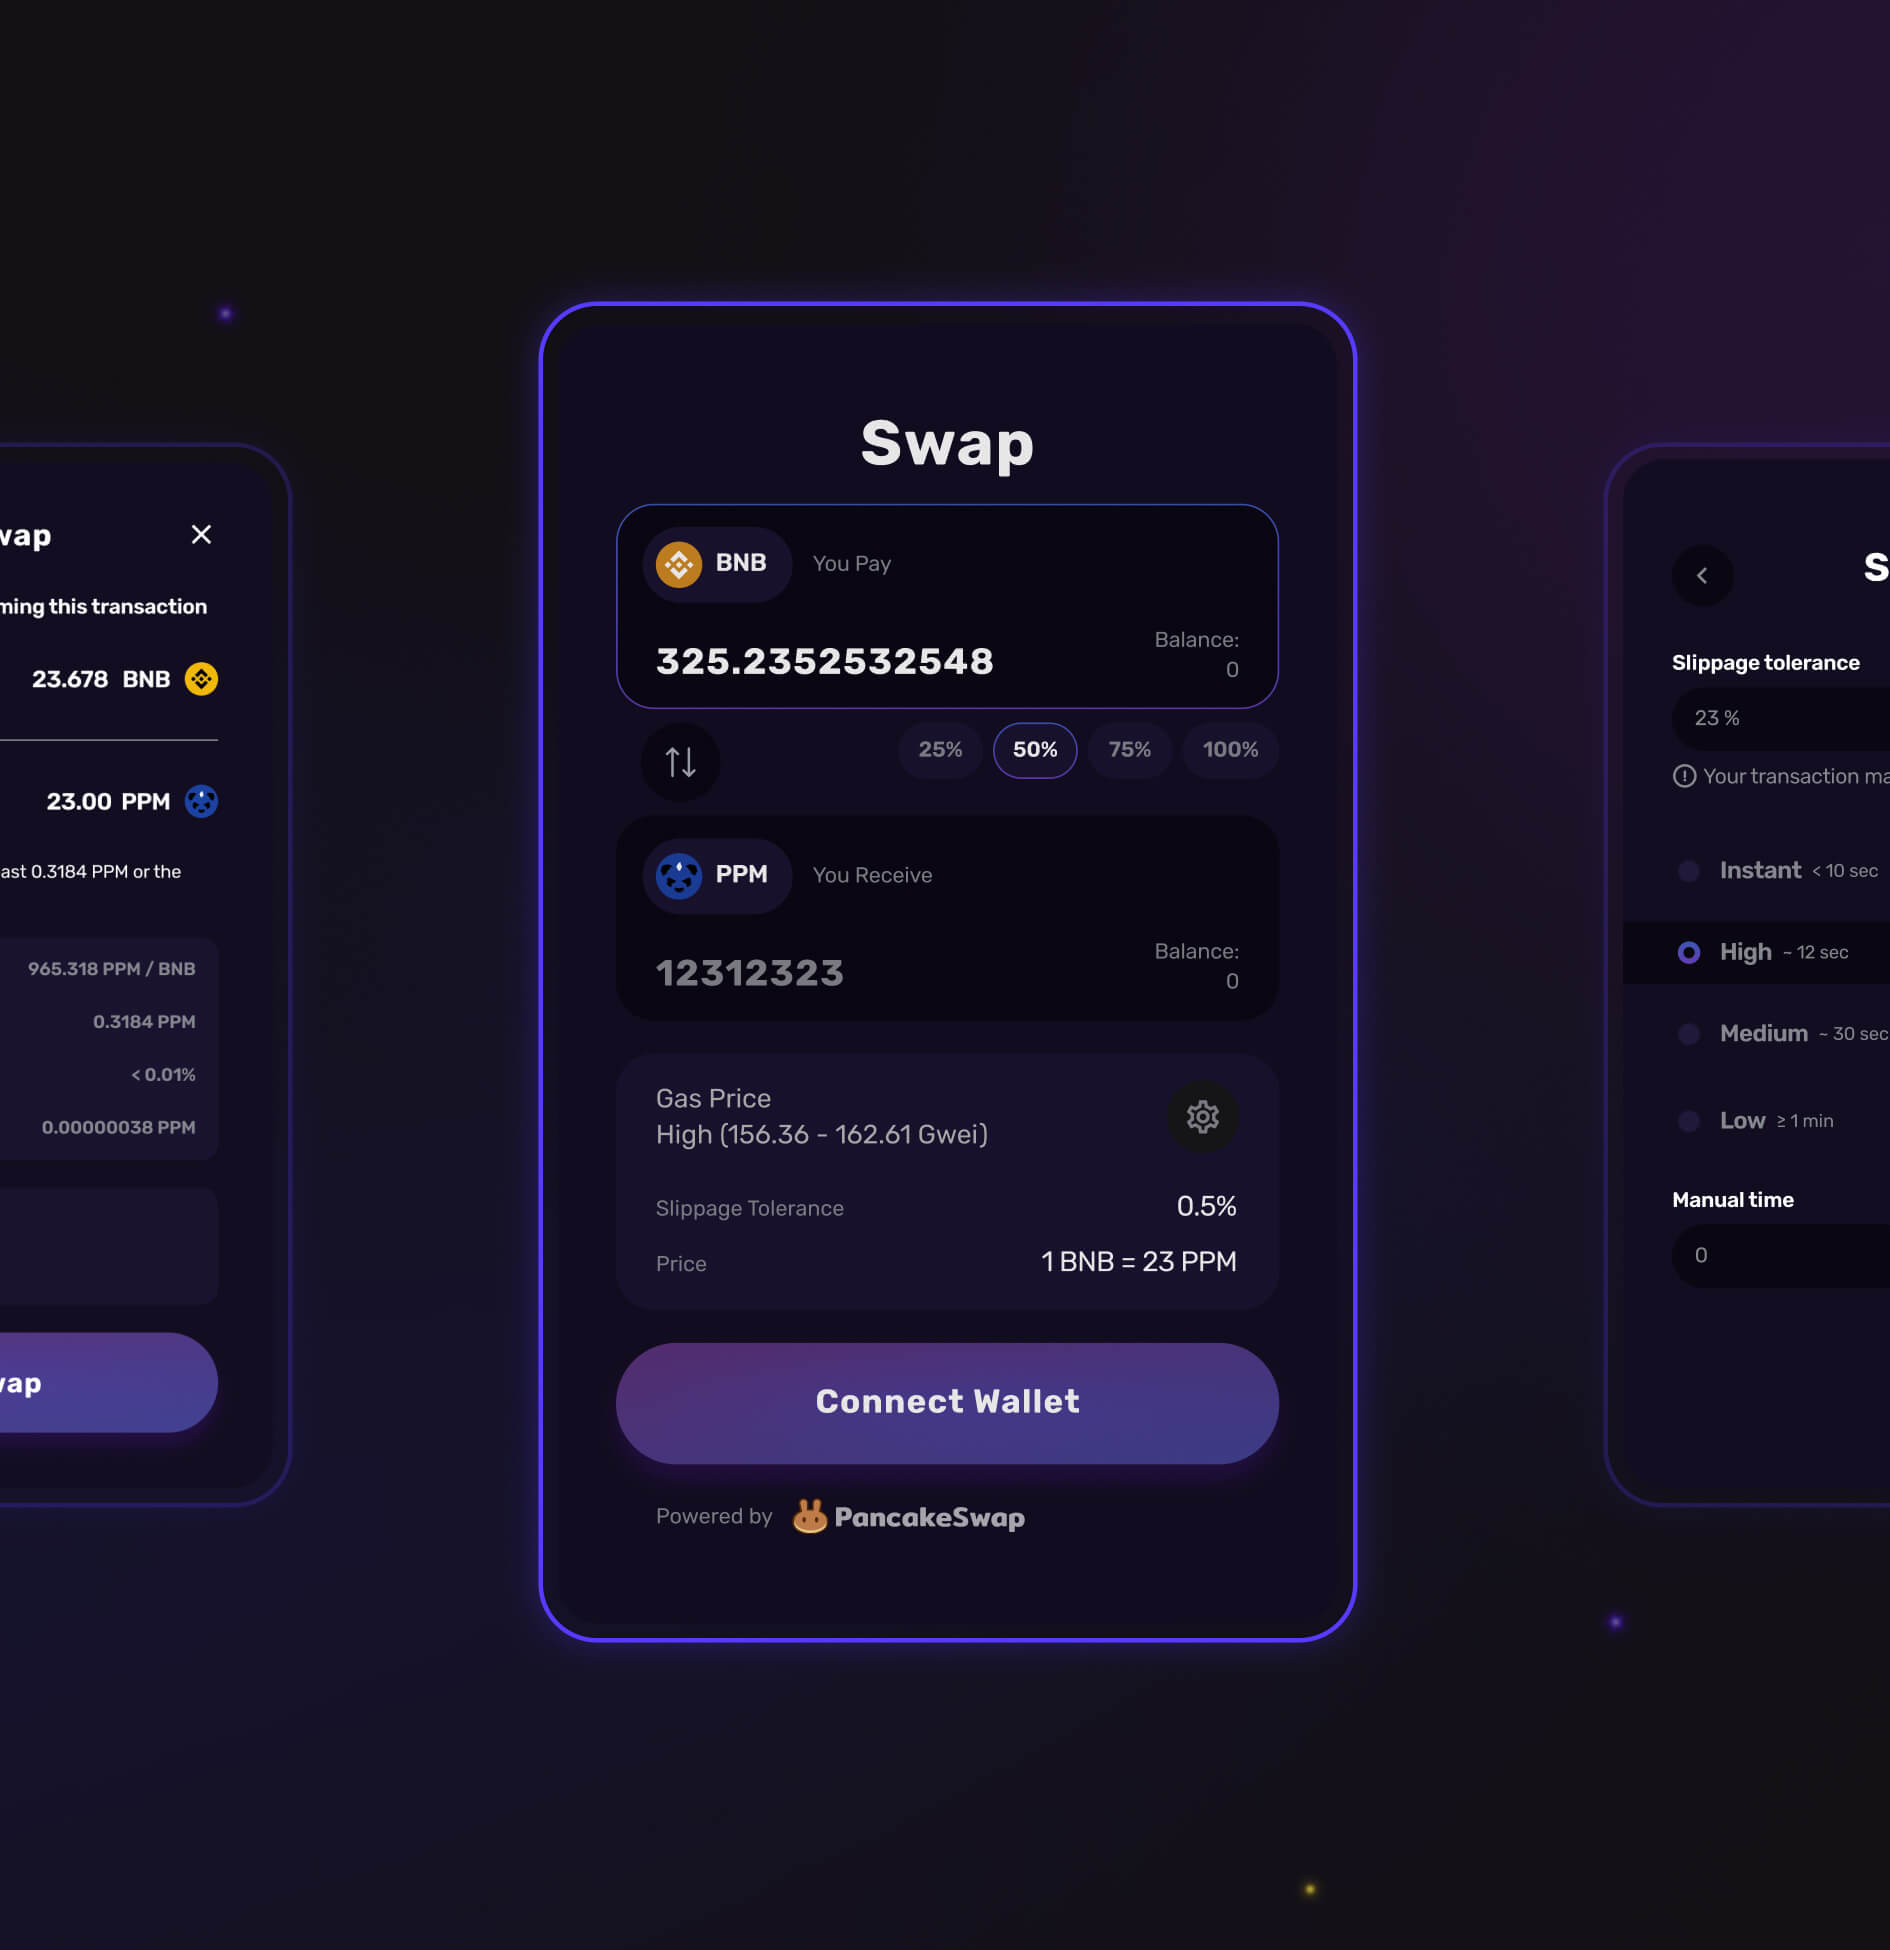 wap
ming this transaction
23.678 BNB
23.00 PPM
ast 0.3184 PPM or the
965.318 PPM / BNB
0.3184 PPM
< 0.01%
0.00000038 PPM
vap
Swap
BNB You Pay
325.2352532548
Balance:
0
25% 50% 75% 100%
PPM You Receive
12312323
Balance:
0
Gas Price
High (156.36 - 162.61 Gwei)
Slippage Tolerance 0.5%
Price 1 BNB = 23 PPM
Connect Wallet
Powered by PancakeSwap
S
Slippage tolerance
23 %
Your transaction ma
Instant < 10 sec
High ~ 12 sec
Medium ~ 30 sec
Low ≥ 1 min
Manual time
0